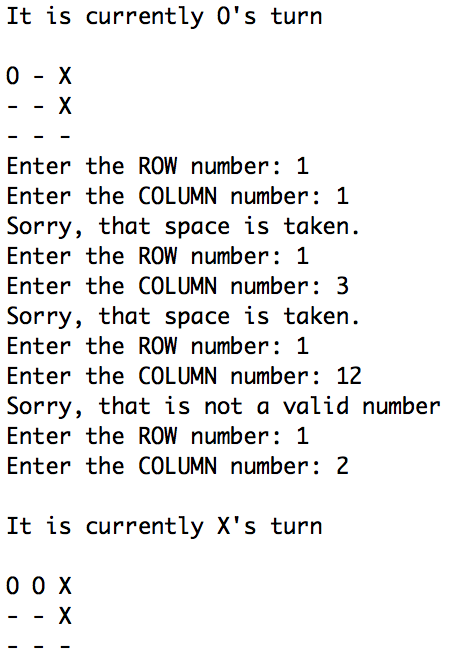 It is currently O's turn
O - X
- - X
- - -
Enter the ROW number: 1
Enter the COLUMN number: 1
Sorry, that space is taken.
Enter the ROW number: 1
Enter the COLUMN number: 3
Sorry, that space is taken.
Enter the ROW number: 1
Enter the COLUMN number: 12
Sorry, that is not a valid number
Enter the ROW number: 1
Enter the COLUMN number: 2
It is currently X's turn
O O X
- - X
- - -